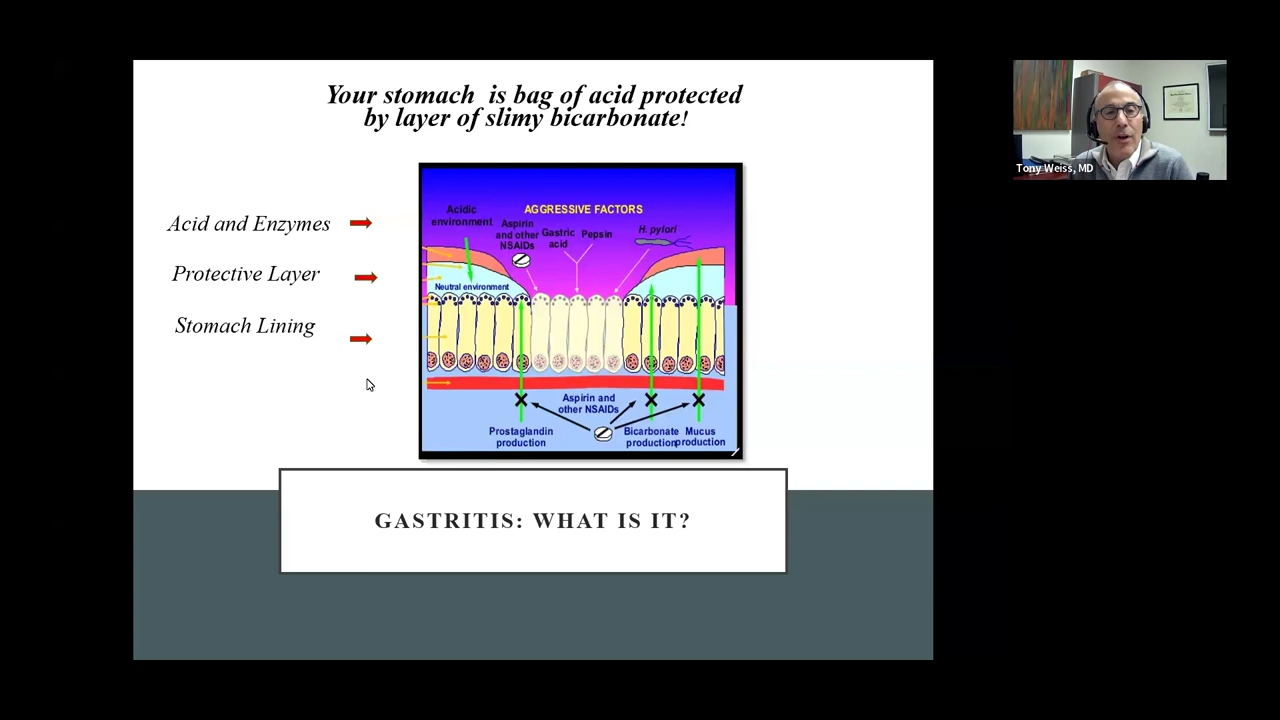 Your stomach  is bag of acid protected
by layer of slimy bicarbonate!
Tony Weiss, MD
Acid and Enzymes
Protective Layer
Stomach Lining
AGGRESSIVE FACTORS
Acidic
environment
Aspirin
and other
NSAIDs
Gastric
acid
Pepsin
H. pylori
Neutral environment
Aspirin and
other NSAIDs
Prostaglandin
production
Bicarbonate
production
Mucus
production
GASTRITIS: WHAT IS IT?